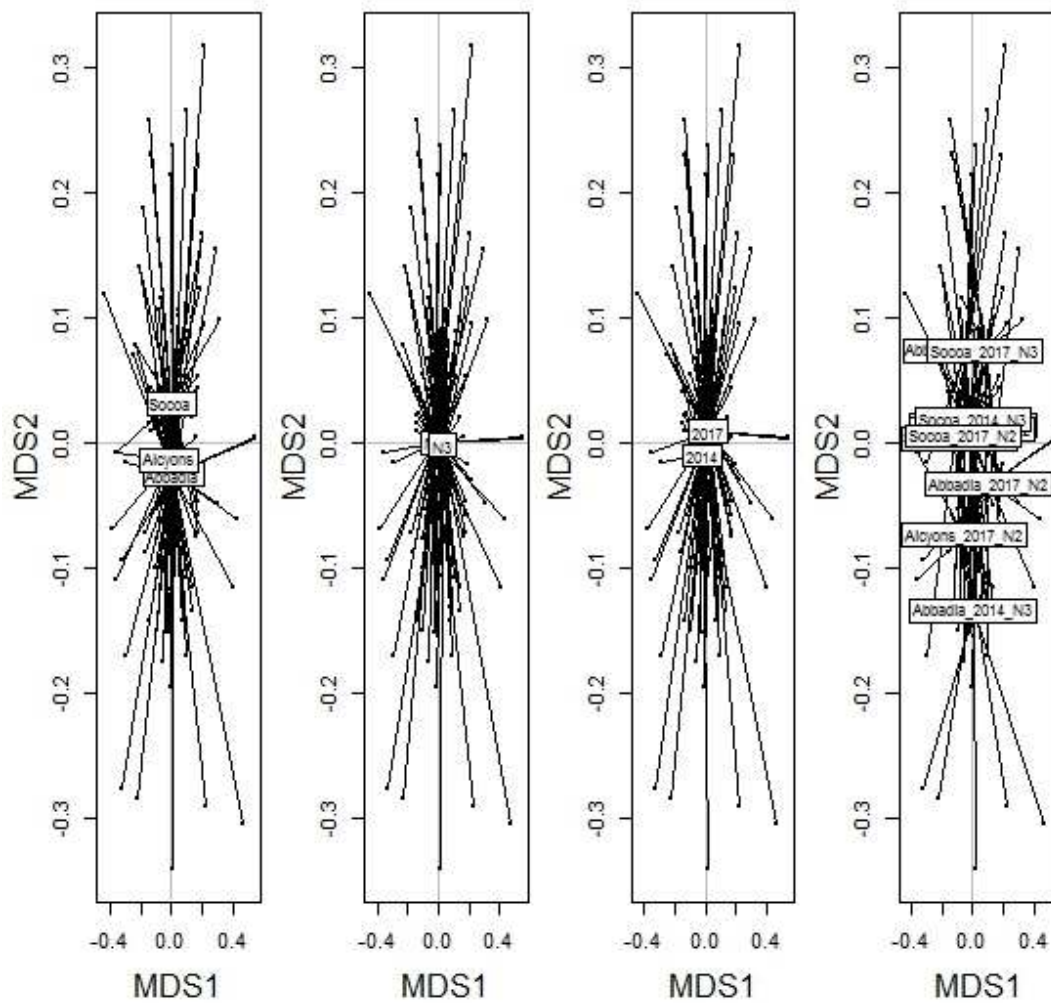 MDS2
0.3
0.2
0.1
0.0
-0.1
-0.2
-0.3
Socoa
Alcyons
Abbadia
-0.4 0.0 0.4
MDS1
MDS2
0.3
0.2
0.1
0.0
-0.1
-0.2
-0.3
N3
-0.4 0.0 0.4
MDS1
MDS2
0.3
0.2
0.1
0.0
-0.1
-0.2
-0.3
2017
2014
-0.4 0.0 0.4
MDS1
MDS2
0.3
0.2
0.1
0.0
-0.1
-0.2
-0.3
Socoa_2017_N3
Socoa_2014_N3
Socoa_2017_N2
Abbadia_2017_N2
Alcyons_2017_N2
Abbadia_2014_N3
-0.4 0.0 0.4
MDS1